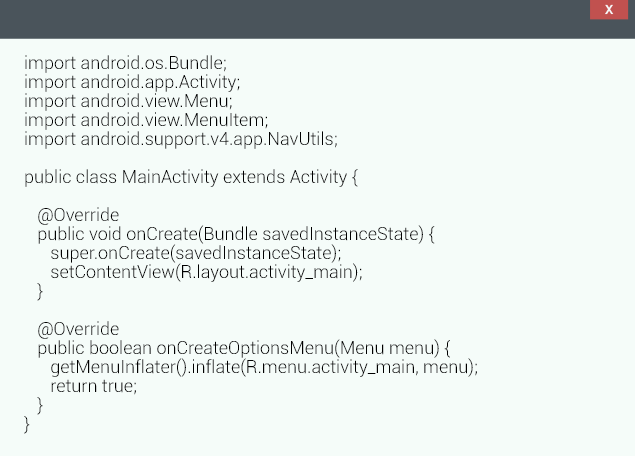 X
import android.os.Bundle;
import android.app.Activity;
import android.view.Menu;
import android.view.MenuItem;
import android.support.v4.app.NavUtils;
public class MainActivity extends Activity {
@Override
public void onCreate(Bundle savedInstanceState) {
super.onCreate(savedInstanceState);
setContentView(R.layout.activity_main);
}
@Override
public boolean onCreateOptionsMenu(Menu menu) {
getMenuInflater().inflate(R.menu.activity_main, menu);
return true;
}
}